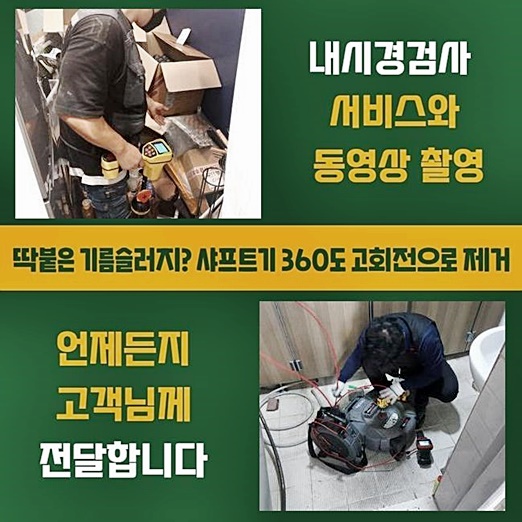 내시경검사
서비스와
동영상 촬영
딱붙은 기름슬러지? 샤프트기 360도 고회전으로 제거
언제든지
고객님께
전달합니다